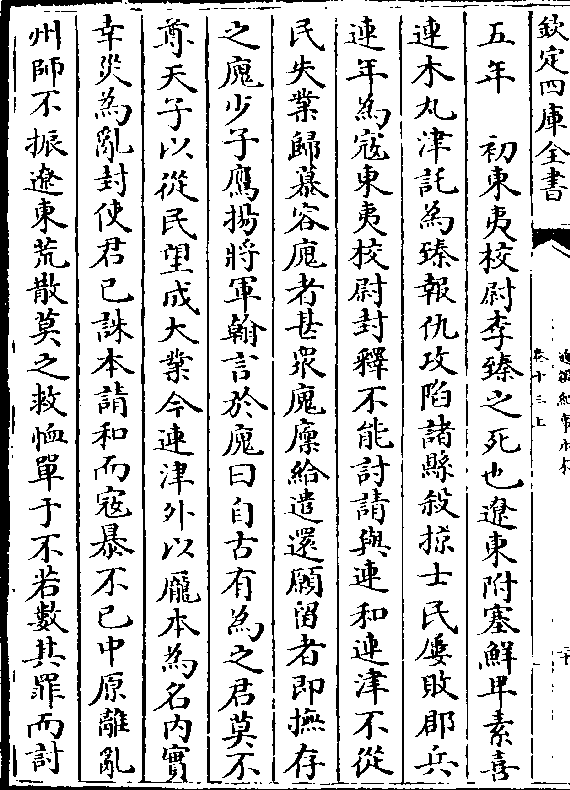 欽定四庫全書
卷十三上
五年　初東夷校尉李臻之死也遼東附塞鮮卑素喜
連木丸津託為臻報仇攻陷諸縣殺掠士民屢敗郡兵
連年為寇東夷校尉封釋不能討請與連和連津不從
民失業歸慕容廆者甚衆廆廩給遣還願留者即撫存
之廆少子鷹揚將軍翰言於廆曰自古有為之君莫不
尊天子以從民望成大業今連津外以龐本為名内實
幸災為亂封使君已誅本請和而寇暴不已中原離亂
州師不振遼東荒散莫之救恤單于不若數其罪而討